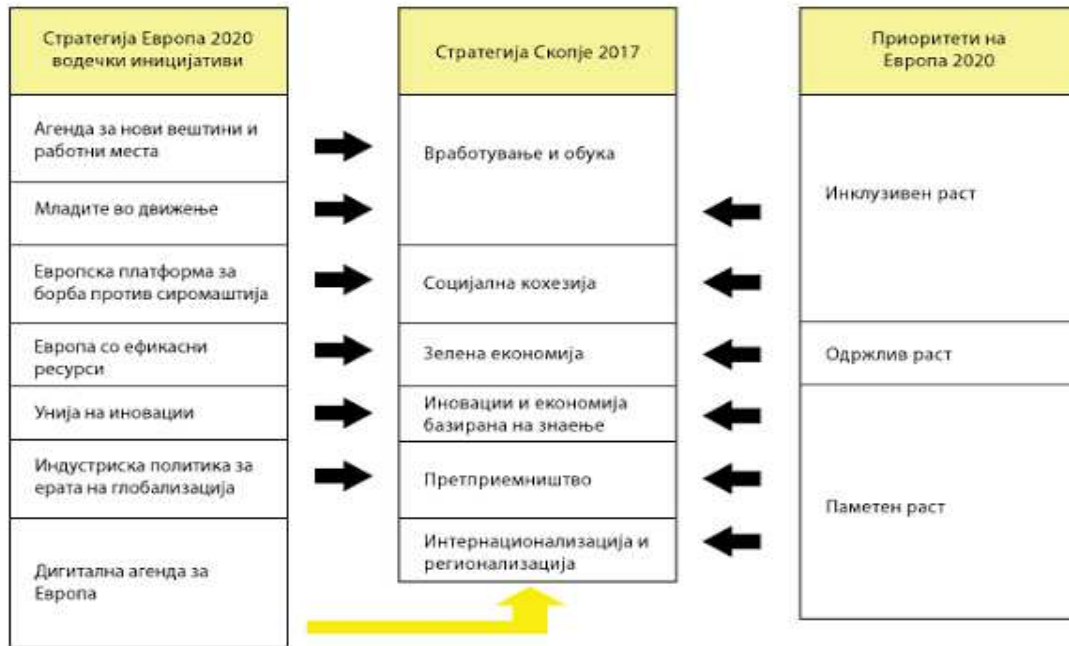 Стратегија Европа 2020
водечки иницијативи
Агенда за нови вештини и
работни места
Младите во движење
Европска платформа за
борба против сиромаштија
Европа со ефикасни
ресурси
Унија на иновации
Индустриска политика за
ерата на глобализација
Дигитална агенда за
Европа
Стратегија Скопје 2017
Вработување и обука
Социјална кохезија
Зелена економија
Иновации и економија
базирана на знаење
Претприемништво
Интернационализација и
регионализација
Приоритети на
Европа 2020
Инклузивен раст
Одржлив раст
Паметен раст